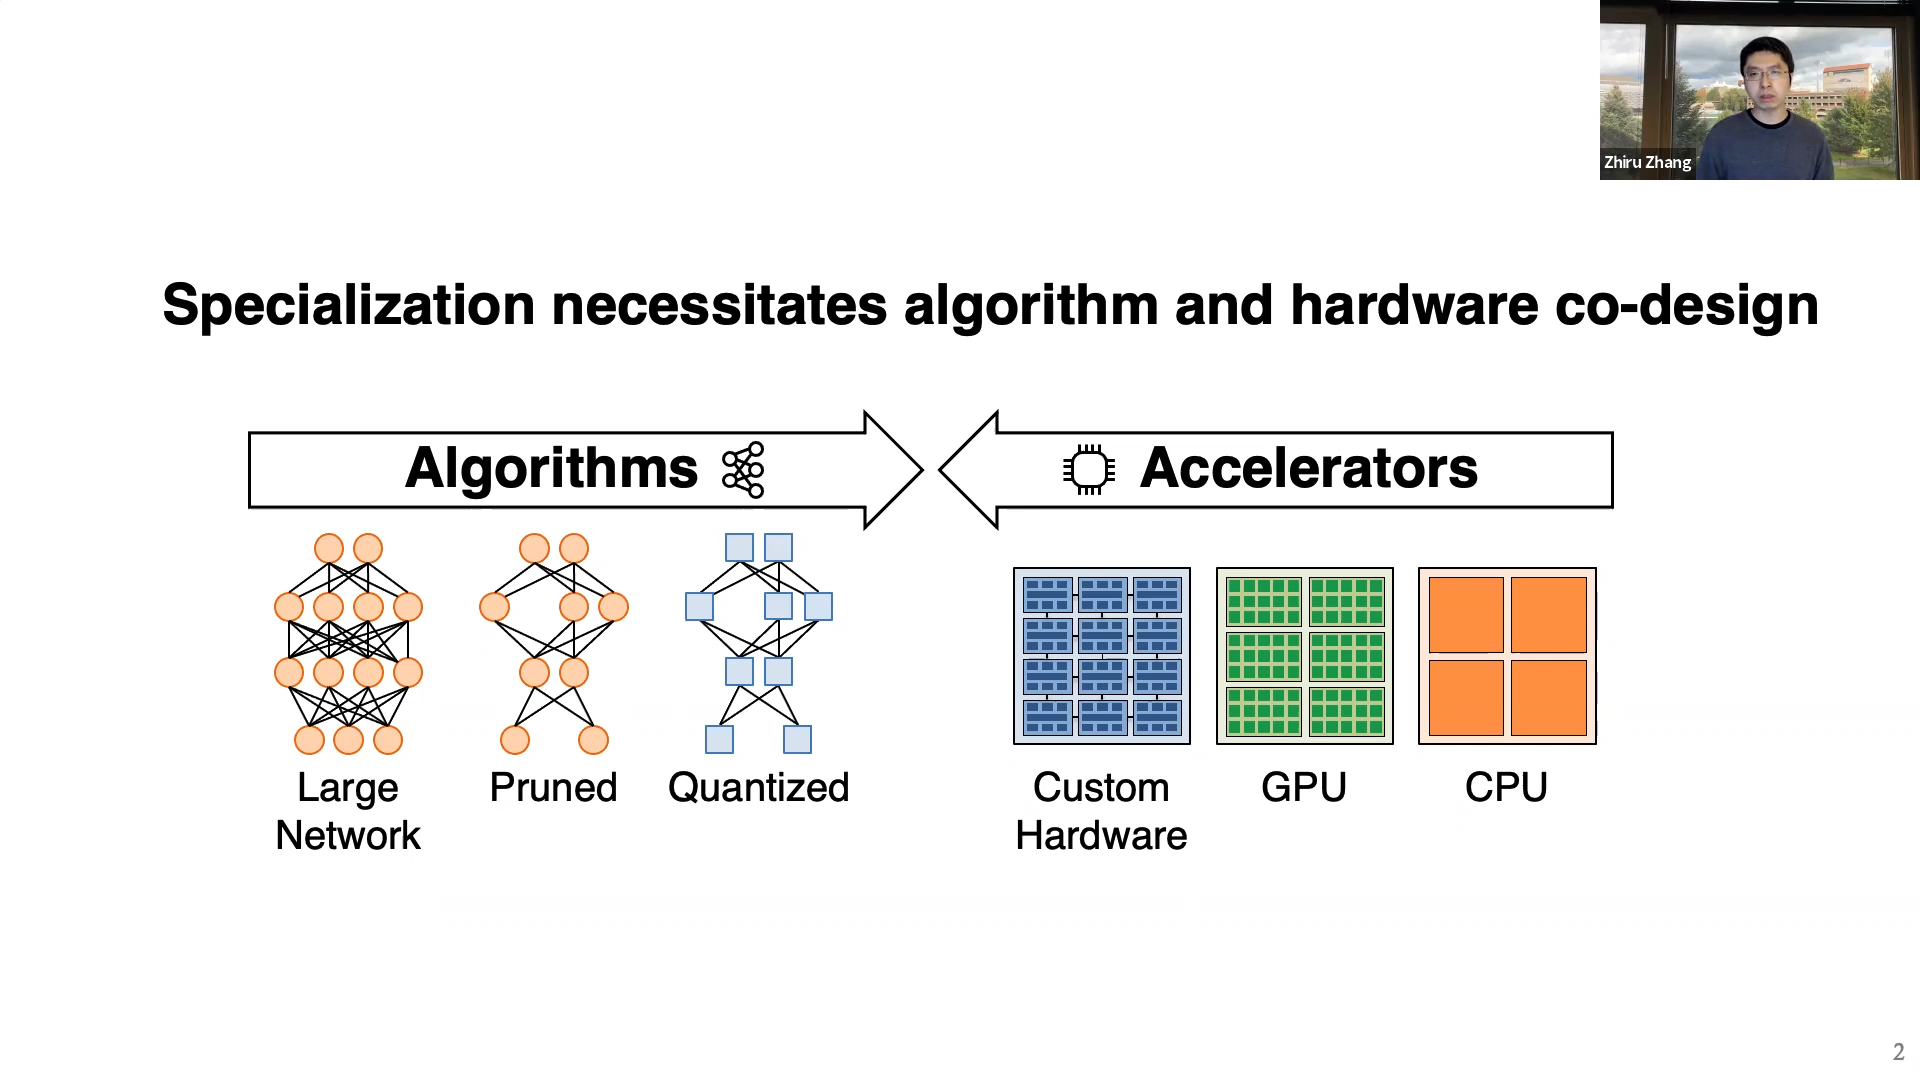 Zhiru Zhang
Specialization necessitates algorithm and hardware co-design
Algorithms
Accelerators
Large
Network
Pruned
Quantized
Custom
Hardware
GPU
CPU
2